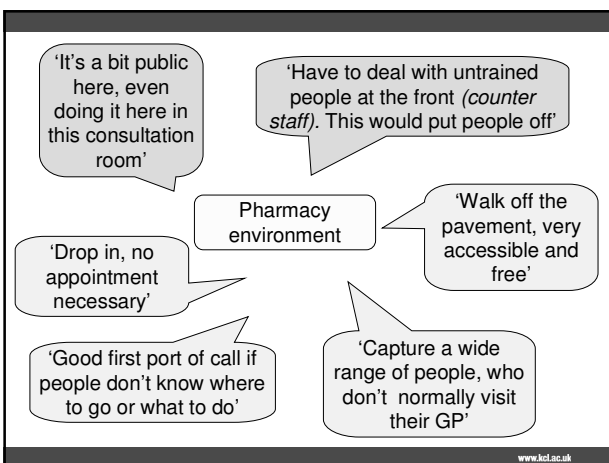 ‘It’s a bit public
here, even
doing it here in
this consultation
room’
‘Have to deal with untrained
people at the front (counter
staff). This would put people off’
Pharmacy
environment
‘Walk off the
pavement, very
accessible and
free’
‘Drop in, no
appointment
necessary’
‘Good first port of call if
people don’t know where
to go or what to do’
‘Capture a wide
range of people, who
don’t normally visit
their GP’
www.kcl.ac.uk